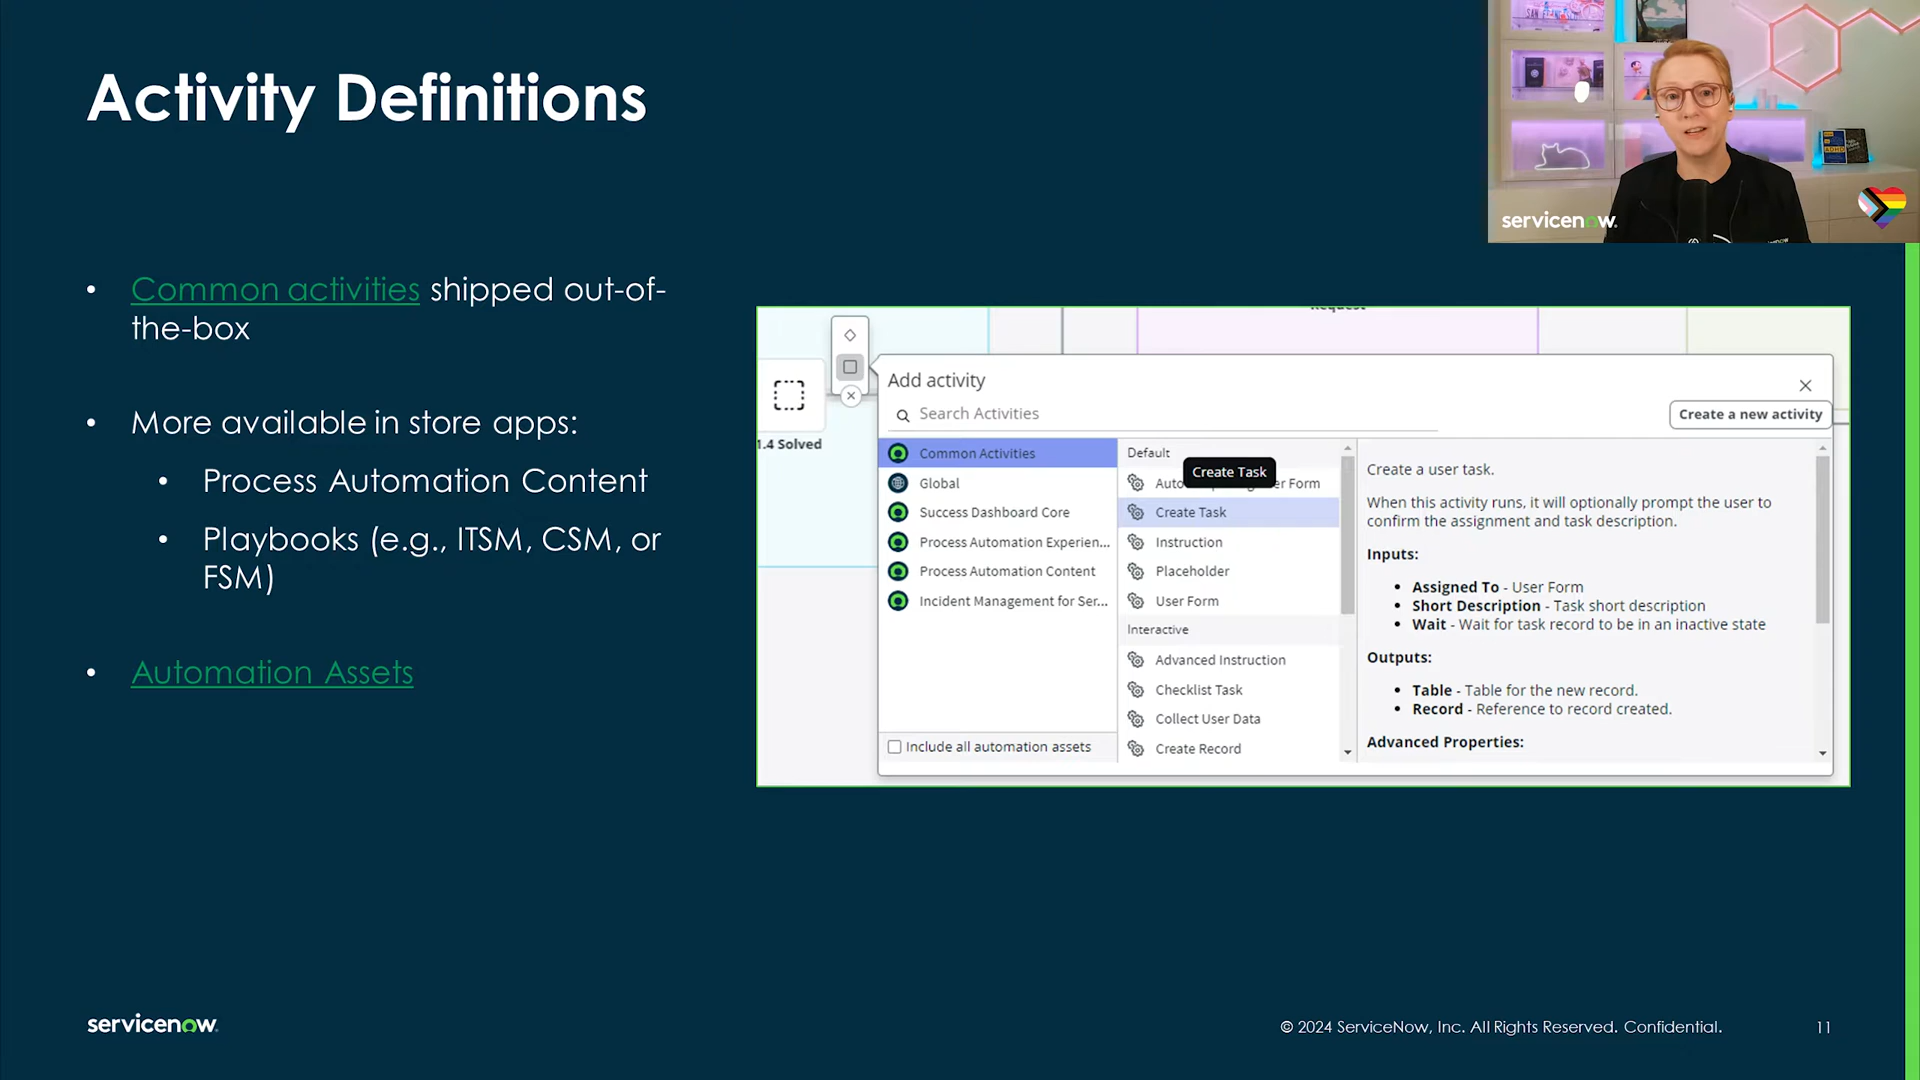 Activity Definitions
SAN FRANCISCO
servicenow.
• Common activities shipped out-of-
the-box
• More available in store apps:
• Process Automation Content
• Playbooks (e.g., ITSM, CSM, or
FSM)
• Automation Assets
Request
1.4 Solved
Add activity
Search Activities
Create a new activity
Common Activities
Global
Success Dashboard Core
Process Automation Experien...
Process Automation Content
Incident Management for Ser...
Include all automation assets
Default
Create Task
Auto
er Form
Create Task
Instruction
Placeholder
User Form
Interactive
Advanced Instruction
Checklist Task
Collect User Data
Create Record
Create a user task.
When this activity runs, it will optionally prompt the user to
confirm the assignment and task description.
Inputs:
• Assigned To - User Form
• Short Description - Task short description
• Wait - Wait for task record to be in an inactive state
Outputs:
• Table - Table for the new record.
• Record - Reference to record created.
Advanced Properties:
servicenow.
© 2024 ServiceNow, Inc. All Rights Reserved. Confidential.
11